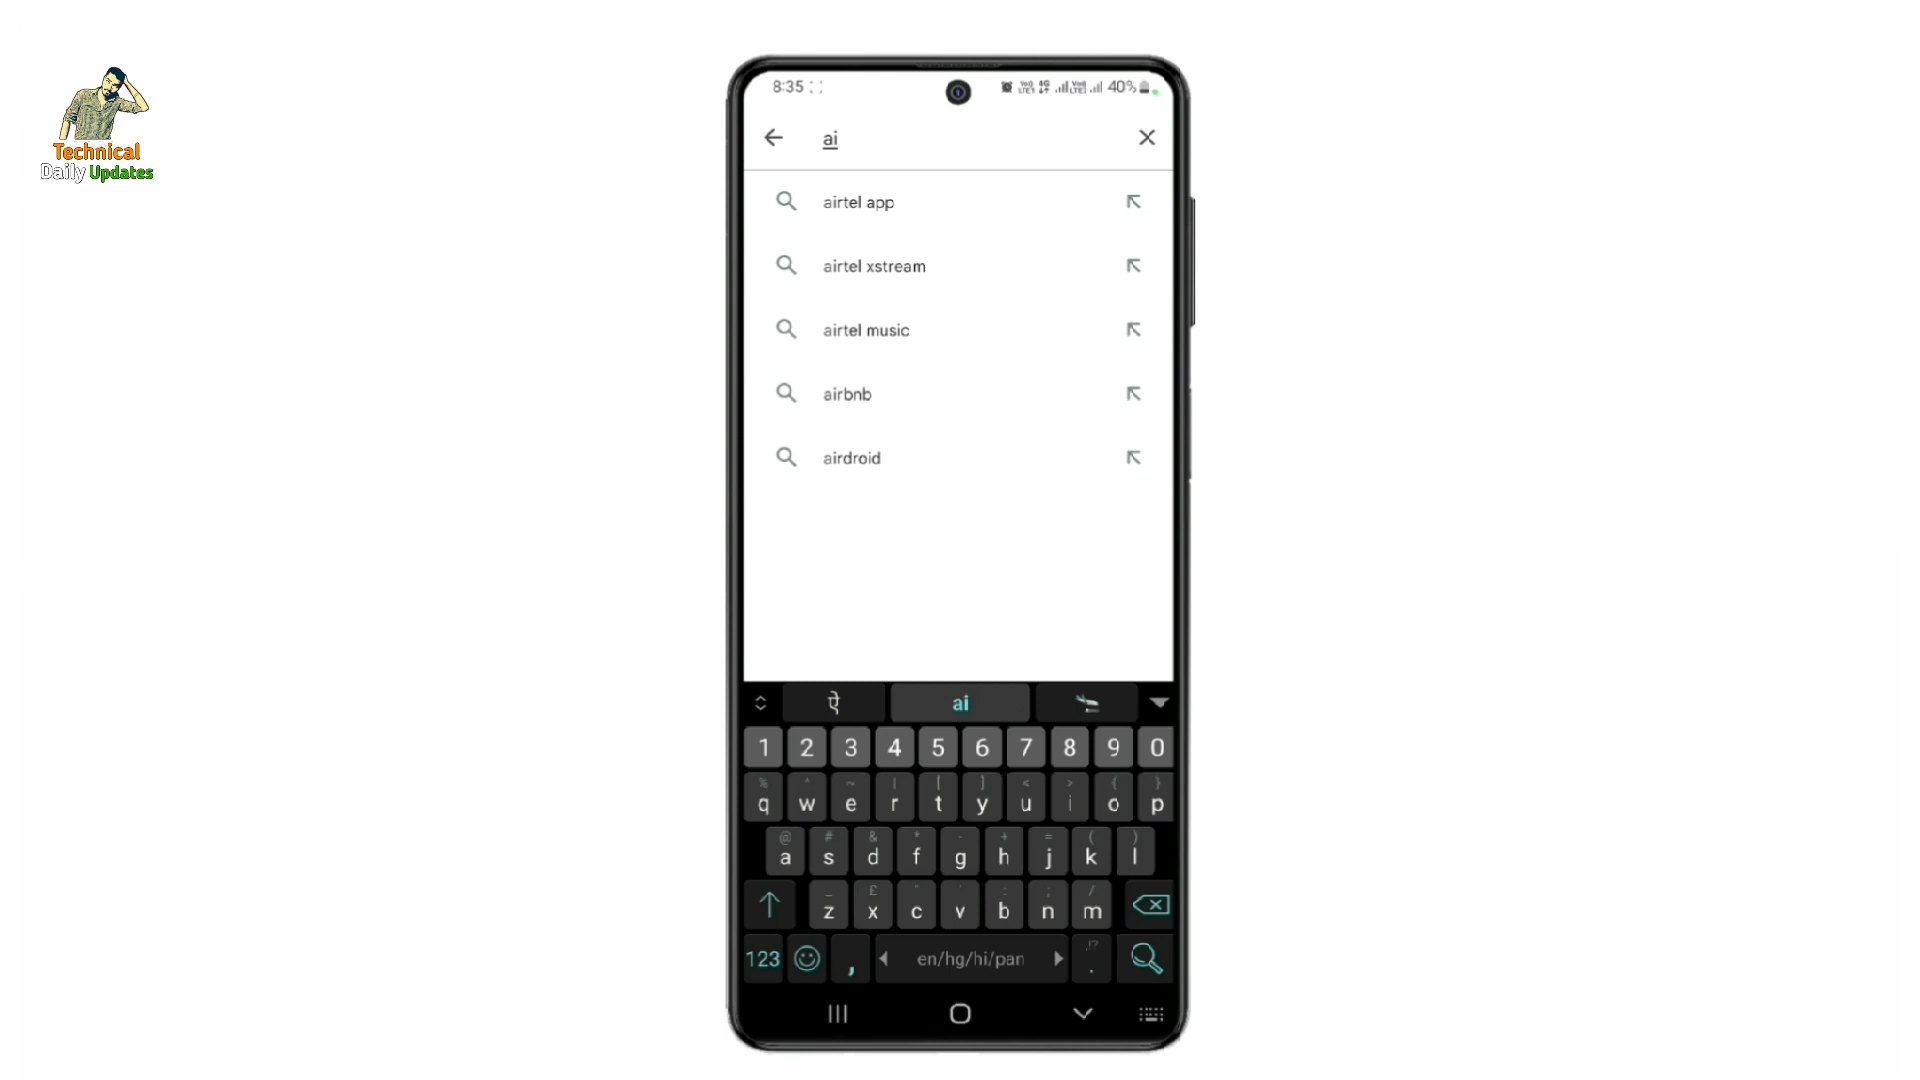 Technical
Daily Updates
8:35
40%
ai
airtel app
airtel xstream
airtel music
airbnb
airdroid
ऐ ai
1 2 3 4 5 6 7 8 9 0
q w e r t y u i o p
a s d f g h j k l
z x c v b n m
123 , en/hg/hi/pan .